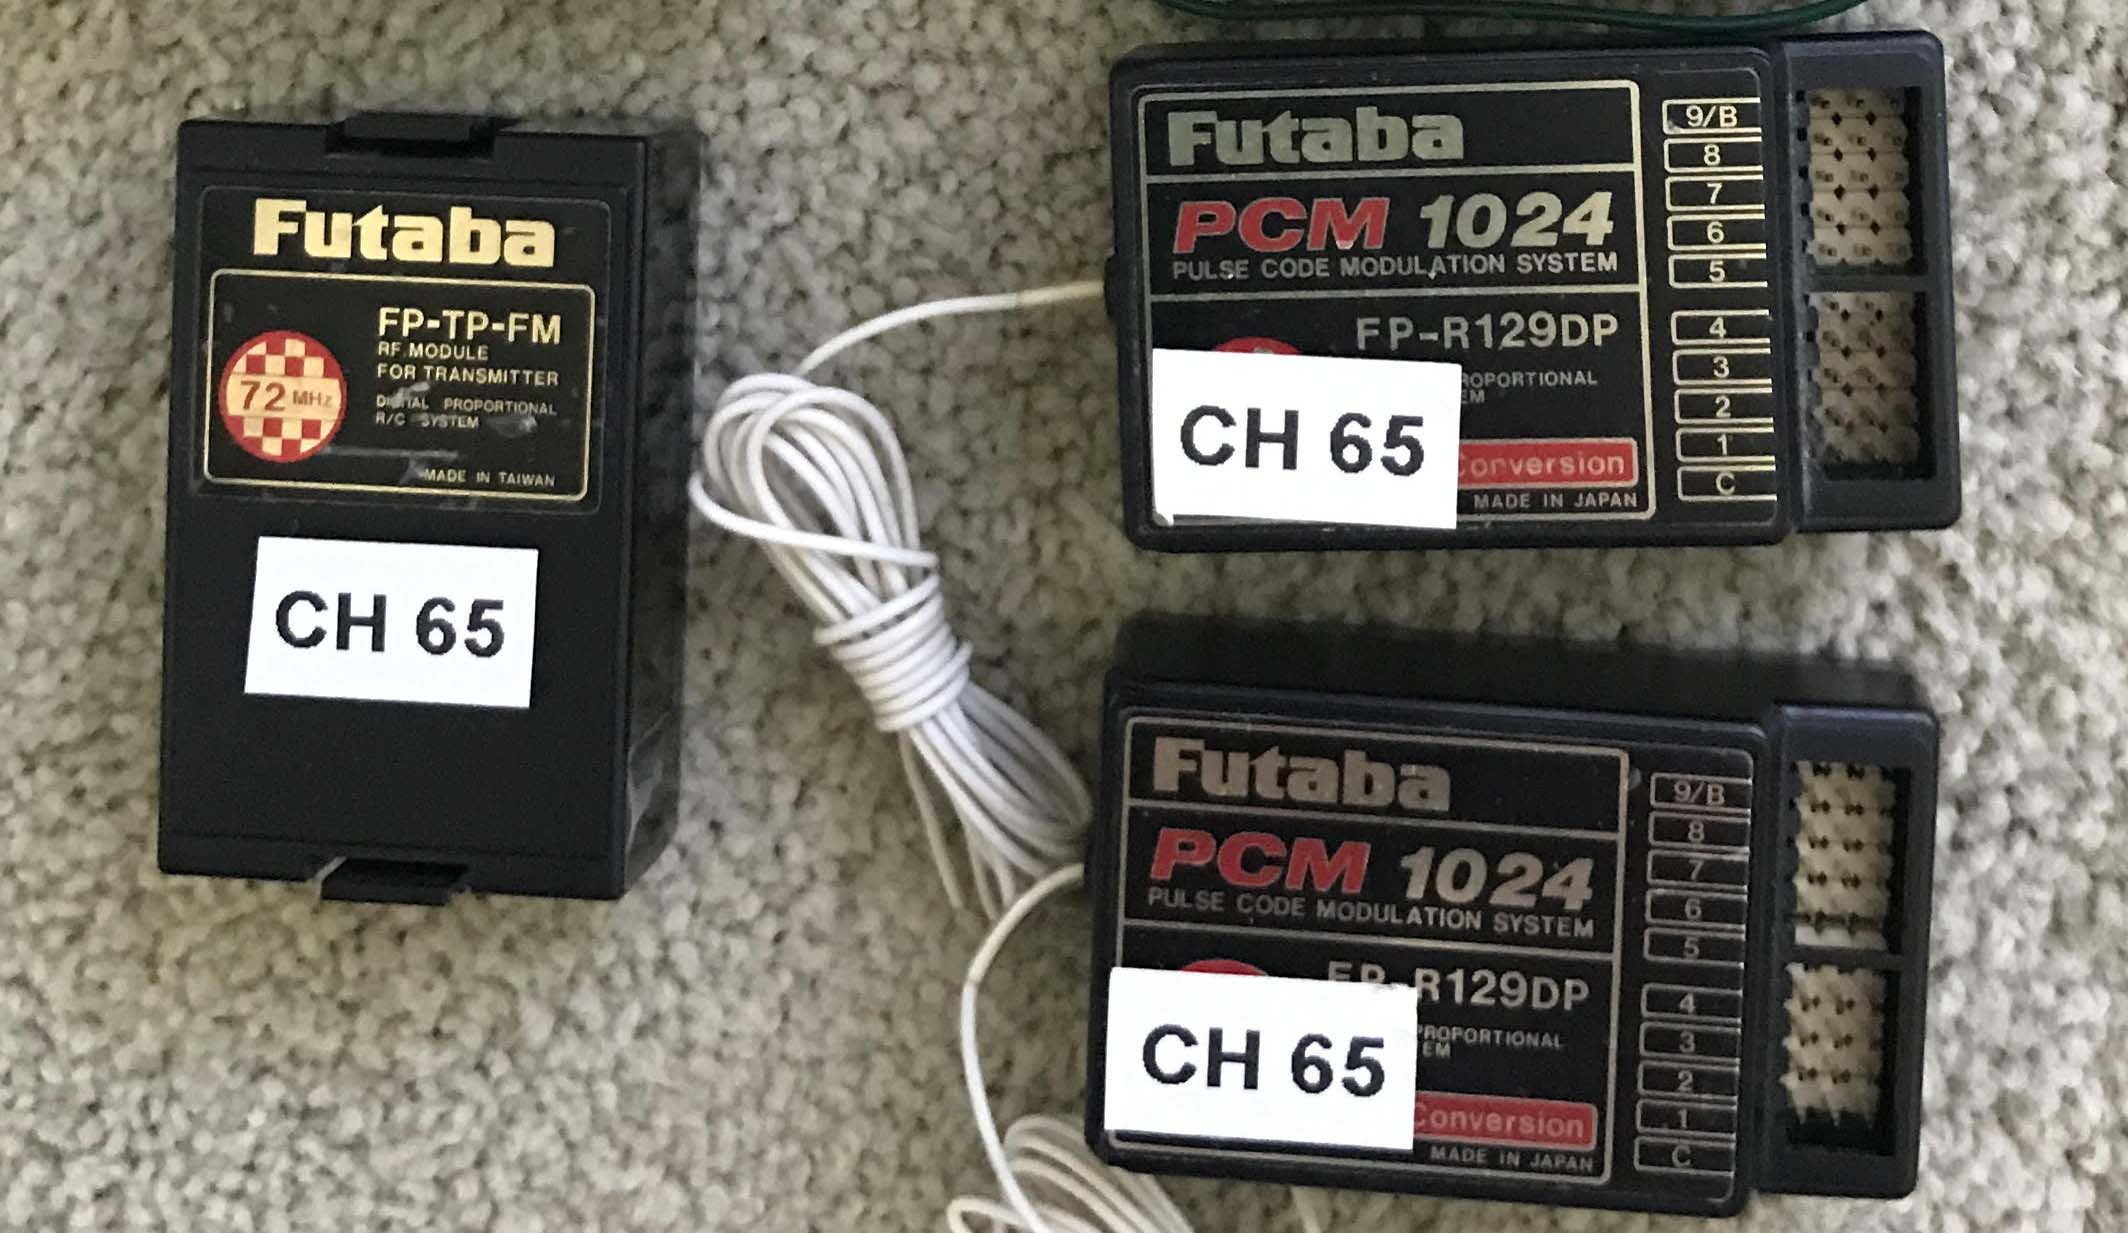 Futaba
FP-TP-FM
RF MODULE
FOR TRANSMITTER
72 MHz
DIGITAL PROPORTIONAL
R/C SYSTEM
MADE IN TAIWAN
CH 65
Futaba
PCM 1024
PULSE CODE MODULATION SYSTEM
FP-R129DP
CH 65
Conversion
MADE IN JAPAN
9/B
8
7
6
5
4
3
2
1
C
Futaba
PCM 1024
PULSE CODE MODULATION SYSTEM
FP-R129DP
PROPORTIONAL
CH 65
Conversion
MADE IN JAPAN
9/B
8
7
6
5
4
3
2
1
C